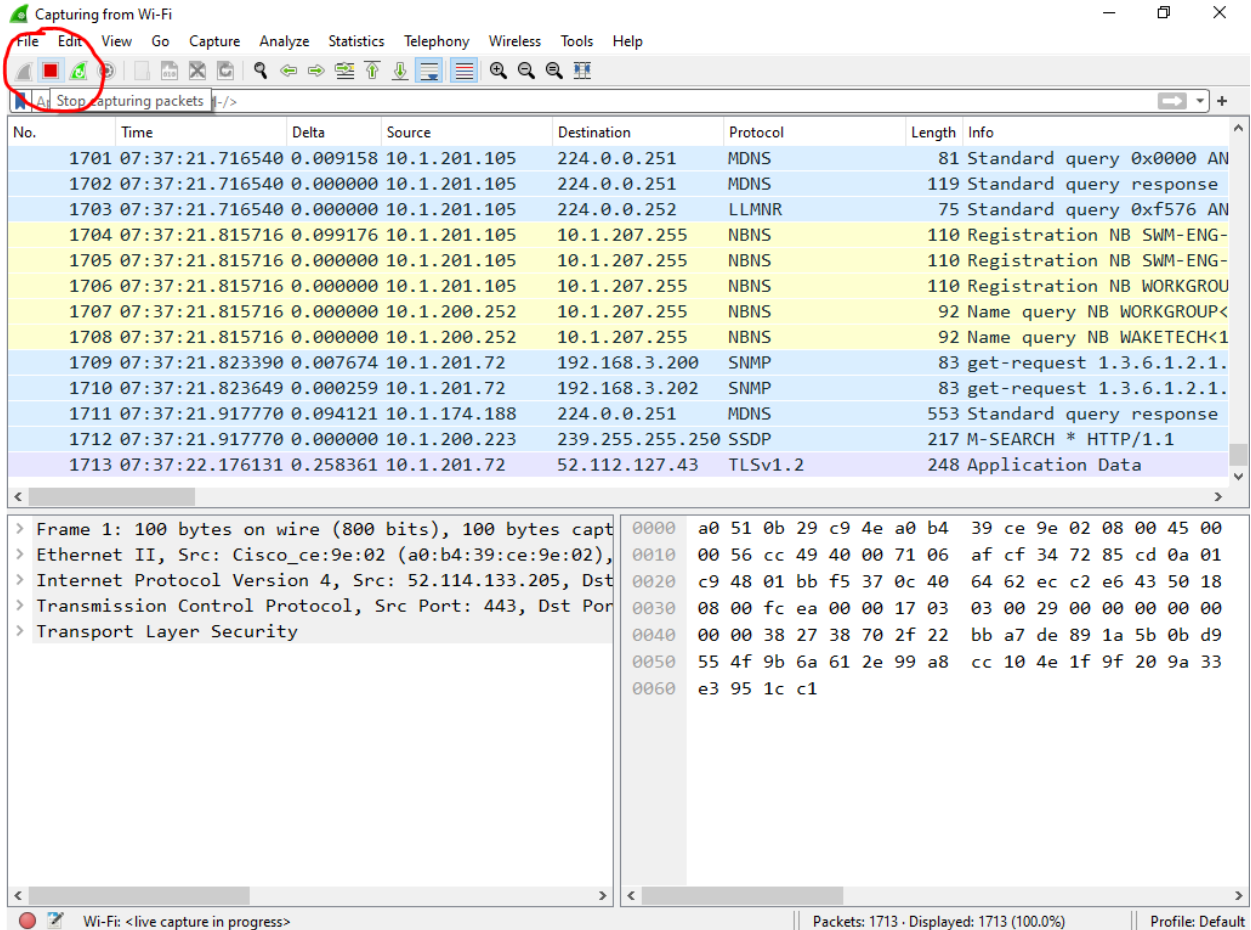 Capturing from Wi-Fi
File Edit View Go Capture Analyze Statistics Telephony Wireless Tools Help
Stop capturing packets
No. Time Delta Source Destination Protocol Length Info
1701 07:37:21.716540 0.009158 10.1.201.105 224.0.0.251 MDNS 81 Standard query 0x0000 AN
1702 07:37:21.716540 0.000000 10.1.201.105 224.0.0.251 MDNS 119 Standard query response
1703 07:37:21.716540 0.000000 10.1.201.105 224.0.0.252 LLMNR 75 Standard query 0xf576 AN
1704 07:37:21.815716 0.099176 10.1.201.105 10.1.207.255 NBNS 110 Registration NB SWM-ENG-
1705 07:37:21.815716 0.000000 10.1.201.105 10.1.207.255 NBNS 110 Registration NB SWM-ENG-
1706 07:37:21.815716 0.000000 10.1.201.105 10.1.207.255 NBNS 110 Registration NB WORKGROU
1707 07:37:21.815716 0.000000 10.1.200.252 10.1.207.255 NBNS 92 Name query NB WORKGROUP<
1708 07:37:21.815716 0.000000 10.1.200.252 10.1.207.255 NBNS 92 Name query NB WAKETECH<1
1709 07:37:21.823390 0.007674 10.1.201.72 192.168.3.200 SNMP 83 get-request 1.3.6.1.2.1.
1710 07:37:21.823649 0.000259 10.1.201.72 192.168.3.202 SNMP 83 get-request 1.3.6.1.2.1.
1711 07:37:21.917770 0.094121 10.1.174.188 224.0.0.251 MDNS 553 Standard query response
1712 07:37:21.917770 0.000000 10.1.200.223 239.255.255.250 SSDP 217 M-SEARCH * HTTP/1.1
1713 07:37:22.176131 0.258361 10.1.201.72 52.112.127.43 TLSv1.2 248 Application Data
Frame 1: 100 bytes on wire (800 bits), 100 bytes capt
Ethernet II, Src: Cisco_ce:9e:02 (a0:b4:39:ce:9e:02),
Internet Protocol Version 4, Src: 52.114.133.205, Dst
Transmission Control Protocol, Src Port: 443, Dst Por
Transport Layer Security
0000 a0 51 0b 29 c9 4e a0 b4 39 ce 9e 02 08 00 45 00
0010 00 56 cc 49 40 00 71 06 af cf 34 72 85 cd 0a 01
0020 c9 48 01 bb f5 37 0c 40 64 62 ec c2 e6 43 50 18
0030 08 00 fc ea 00 00 17 03 03 00 29 00 00 00 00 00
0040 00 00 38 27 38 70 2f 22 bb a7 de 89 1a 5b 0b d9
0050 55 4f 9b 6a 61 2e 99 a8 cc 10 4e 1f 9f 20 9a 33
0060 e3 95 1c c1
Wi-Fi: <live capture in progress>
Packets: 1713 · Displayed: 1713 (100.0%)
Profile: Default